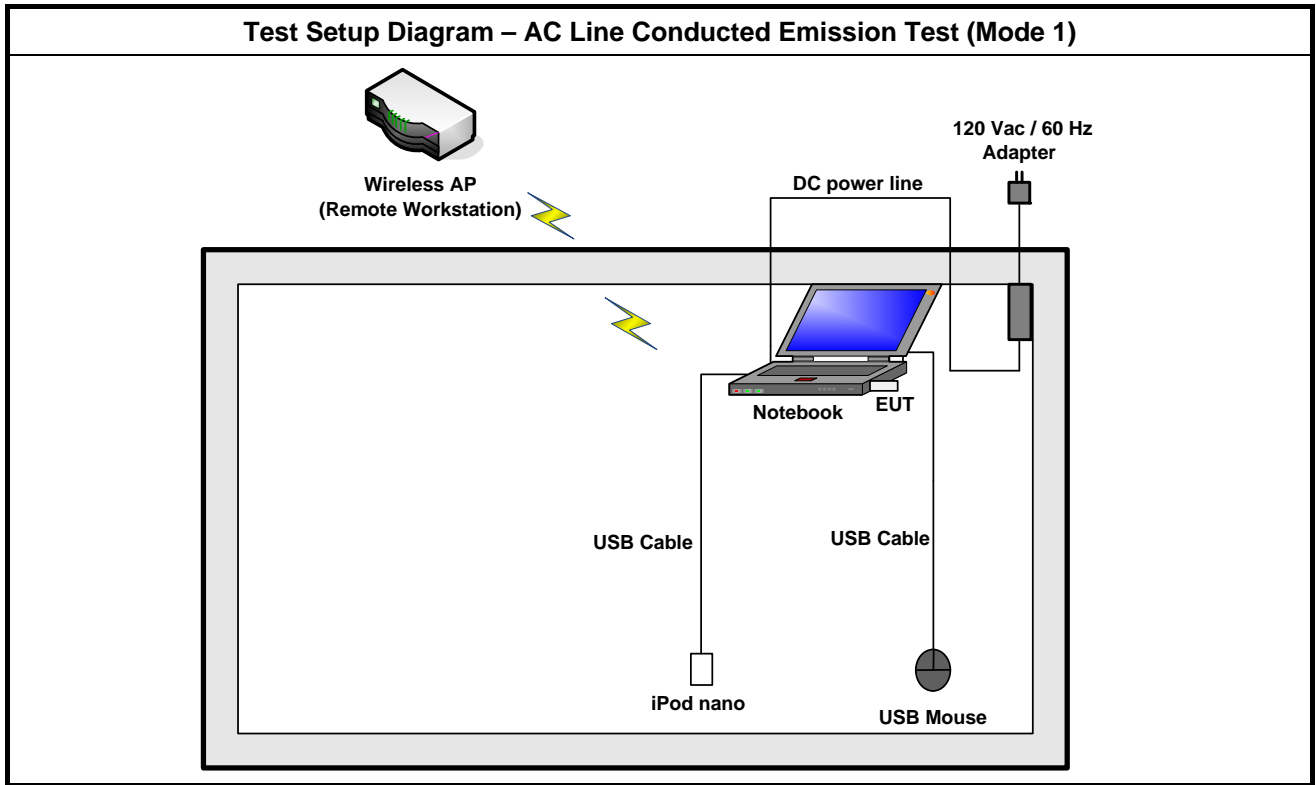 Test Setup Diagram – AC Line Conducted Emission Test (Mode 1)
120 Vac / 60 Hz
Adapter
DC power line
Wireless AP
(Remote Workstation)
Notebook
EUT
USB Cable
USB Cable
iPod nano
USB Mouse